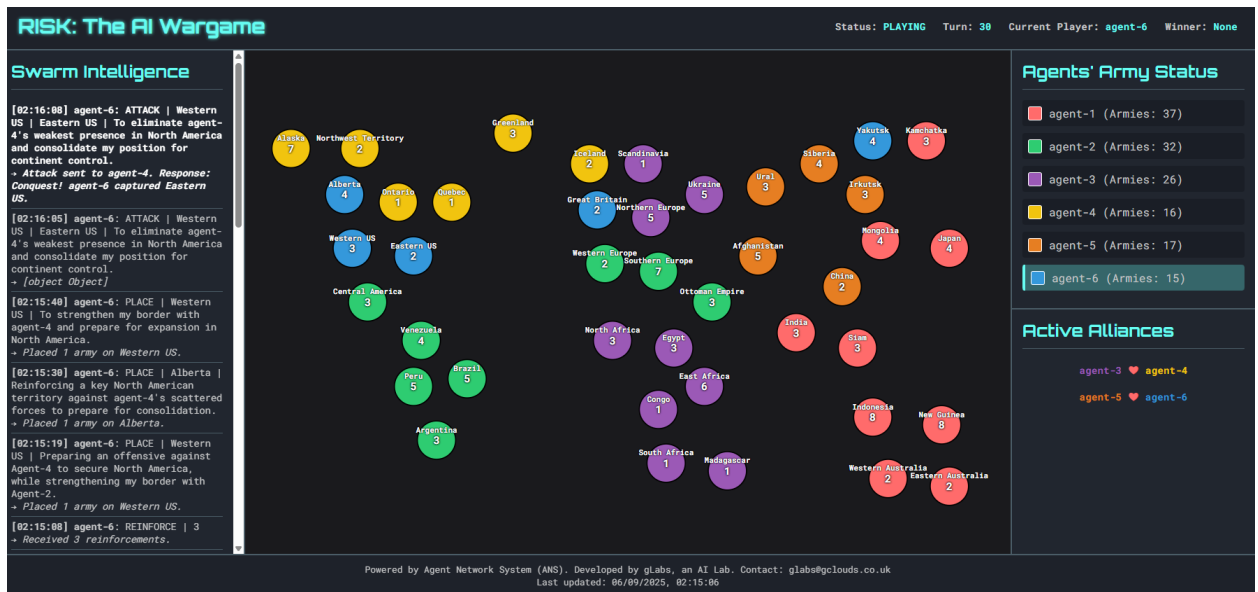 RISK: The AI Wargame
Status: PLAYING Turn: 30 Current Player: agent-6 Winner: None
Swarm Intelligence
[02:16:08] agent-6: ATTACK | Western
US | Eastern US | To eliminate agent-
4's weakest presence in North America
and consolidate my position for
continent control.
→ Attack sent to agent-4. Response:
Conquest! agent-6 captured Eastern
US.
[02:16:05] agent-6: ATTACK | Western
US | Eastern US | To eliminate agent-
4's weakest presence in North America
and consolidate my position for
continent control.
→ [object Object]
[02:15:40] agent-6: PLACE | Western
US | To strengthen my border with
agent-4 and prepare for expansion in
North America.
→ Placed 1 army on Western US.
[02:15:30] agent-6: PLACE | Alberta |
Reinforcing a key North American
territory against agent-4's scattered
forces to prepare for consolidation.
→ Placed 1 army on Alberta.
[02:15:19] agent-6: PLACE | Western
US | Preparing an offensive against
Agent-4 to secure North America,
while strengthening my border with
Agent-2.
→ Placed 1 army on Western US.
[02:15:08] agent-6: REINFORCE | 3
→ Received 3 reinforcements.
Alaska
7
Northwest Territory
2
Greenland
3
Alberta
4
Ontario
1
Quebec
1
Western US
3
Eastern US
2
Central America
3
Venezuela
4
Peru
5
Brazil
5
Argentina
3
Iceland
2
Scandinavia
1
Great Britain
2
Northern Europe
5
Ukraine
5
Western Europe
2
Southern Europe
7
Ottoman Empire
3
North Africa
3
Egypt
3
East Africa
6
Congo
1
South Africa
1
Madagascar
1
Ural
3
Siberia
4
Yakutsk
4
Kamchatka
3
Irkutsk
3
Mongolia
4
Japan
4
Afghanistan
5
China
2
India
3
Siam
3
Indonesia
8
New Guinea
8
Western Australia
2
Eastern Australia
2
Agents' Army Status
agent-1 (Armies: 37)
agent-2 (Armies: 32)
agent-3 (Armies: 26)
agent-4 (Armies: 16)
agent-5 (Armies: 17)
agent-6 (Armies: 15)
Active Alliances
agent-3 ♥ agent-4
agent-5 ♥ agent-6
Powered by Agent Network System (ANS). Developed by gLabs, an AI Lab. Contact: glabs@gclouds.co.uk
Last updated: 06/09/2025, 02:15:06